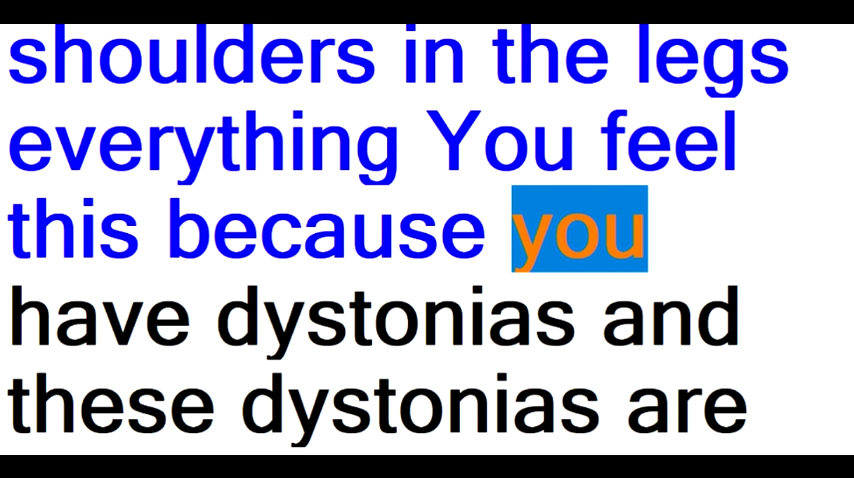 shoulders in the legs
everything You feel
this because you
have dystonias and
these dystonias are